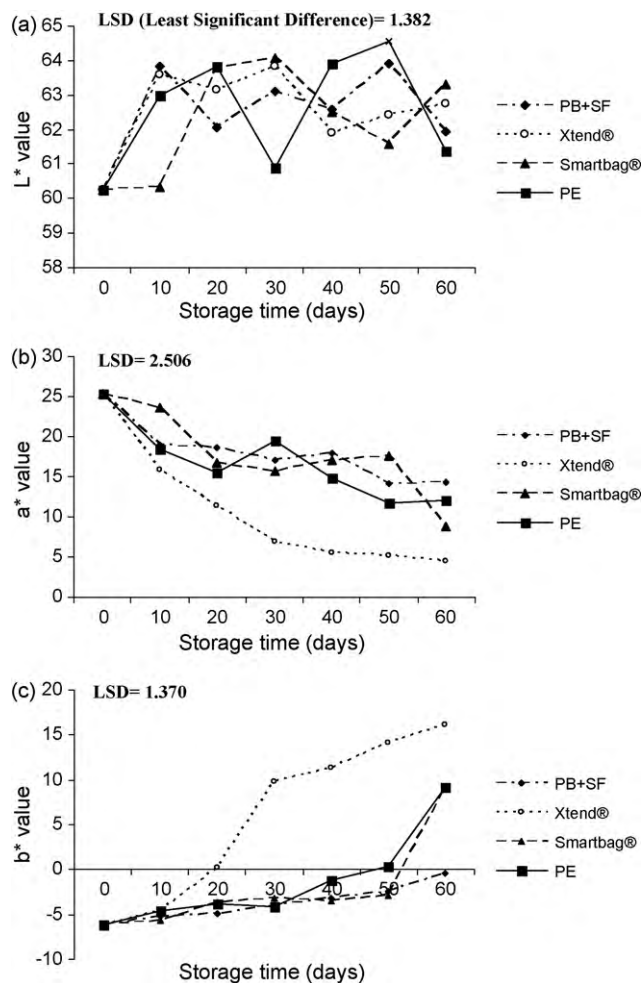 (a)
LSD (Least Significant Difference)= 1.382
65
64
63
62
61
60
59
58
L* value
0 10 20 30 40 50 60
Storage time (days)
PB+SF
Xtend®
Smartbag®
PE
(b)
LSD= 2.506
30
25
20
15
10
5
0
a* value
0 10 20 30 40 50 60
Storage time (days)
PB+SF
Xtend®
Smartbag®
PE
(c)
LSD= 1.370
20
15
10
5
0
-5
-10
b* value
0 10 20 30 40 50 60
Storage time (days)
PB+SF
Xtend®
Smartbag®
PE